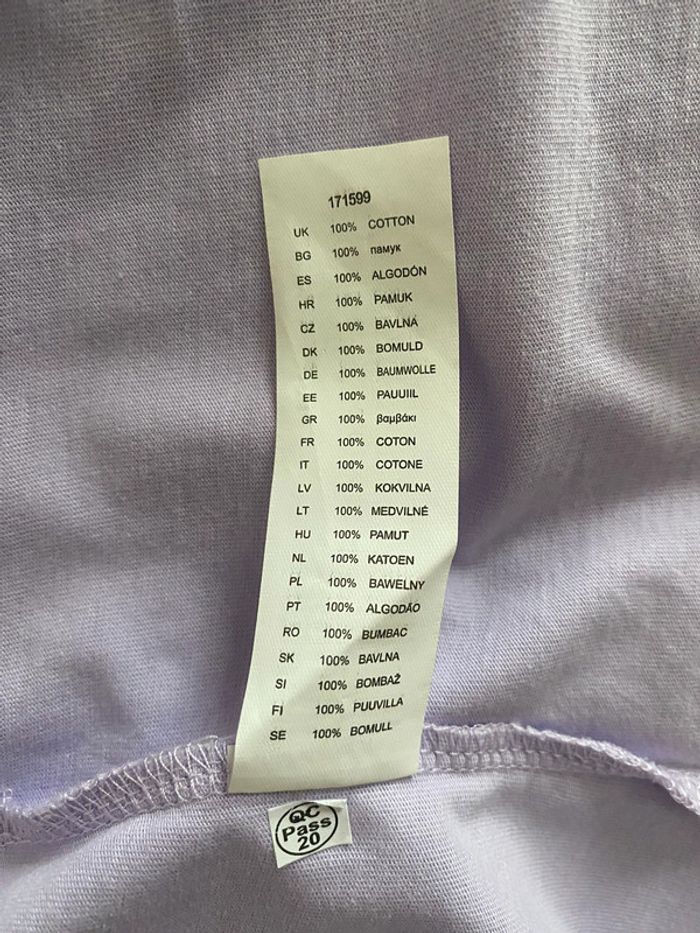 171599
UK 100% COTTON
BG 100% памук
ES 100% ALGODÓN
HR 100% PAMUK
CZ 100% BAVLNA
DK 100% BOMULD
DE 100% BAUMWOLLE
EE 100% PAUUIIL
GR 100% βαμβάκι
FR 100% COTON
IT 100% COTONE
LV 100% KOKVILNA
LT 100% MEDVILNĖ
HU 100% PAMUT
NL 100% KATOEN
PL 100% BAWELNY
PT 100% ALGODÃO
RO 100% BUMBAC
SK 100% BAVLNA
SI 100% BOMBAŽ
FI 100% PUUVILLA
SE 100% BOMULL
QC
Pass
20